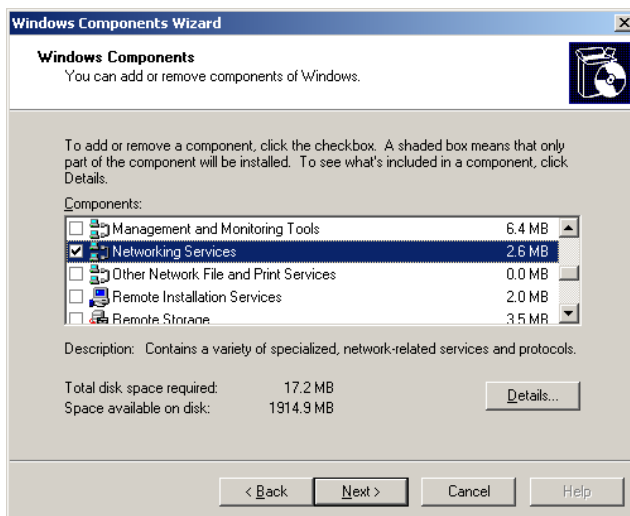 Windows Components Wizard
Windows Components
You can add or remove components of Windows.
To add or remove a component, click the checkbox. A shaded box means that only
part of the component will be installed. To see what's included in a component, click
Details.
Components:
Management and Monitoring Tools 6.4 MB
Networking Services 2.6 MB
Other Network File and Print Services 0.0 MB
Remote Installation Services 2.0 MB
Remote Storage 3.5 MB
Description: Contains a variety of specialized, network-related services and protocols.
Total disk space required: 17.2 MB
Space available on disk: 1914.9 MB
Details...
< Back Next > Cancel Help